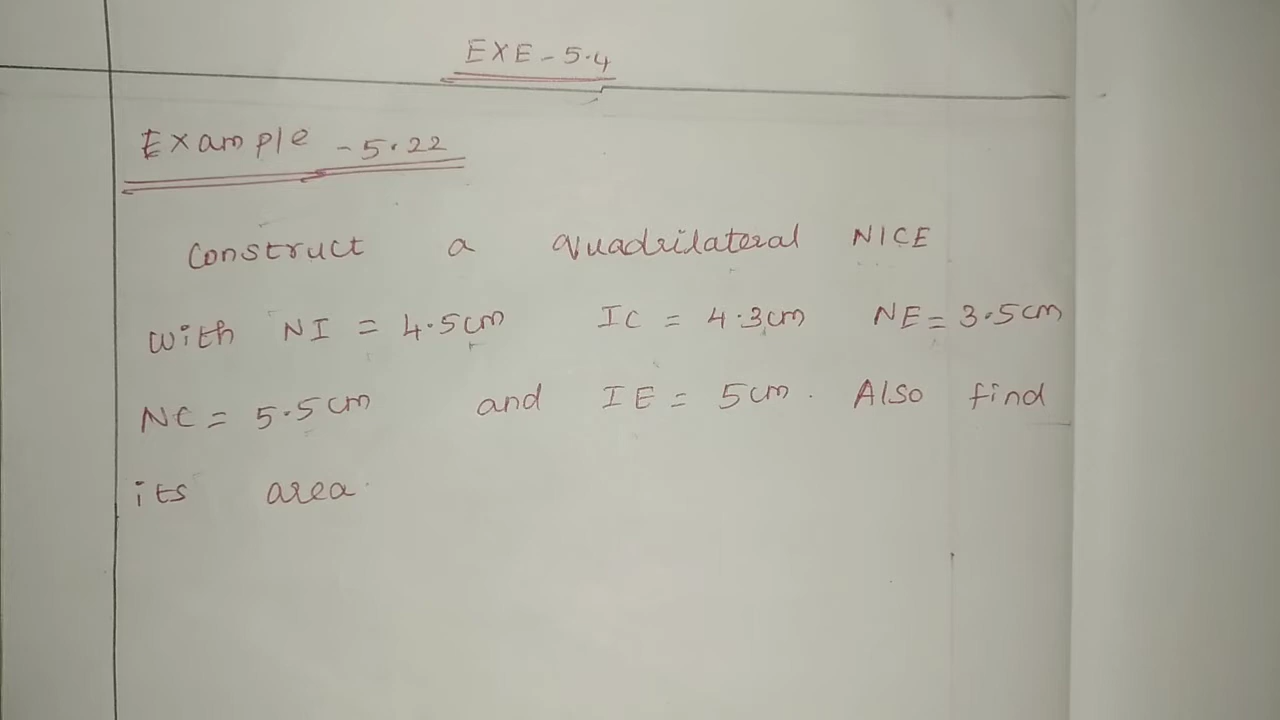 EXE - 5.4
Example - 5.22
Construct a quadrilateral NICE
with NI = 4.5cm IC = 4.3cm NE = 3.5cm
NC = 5.5cm and IE = 5cm. Also find
its area.